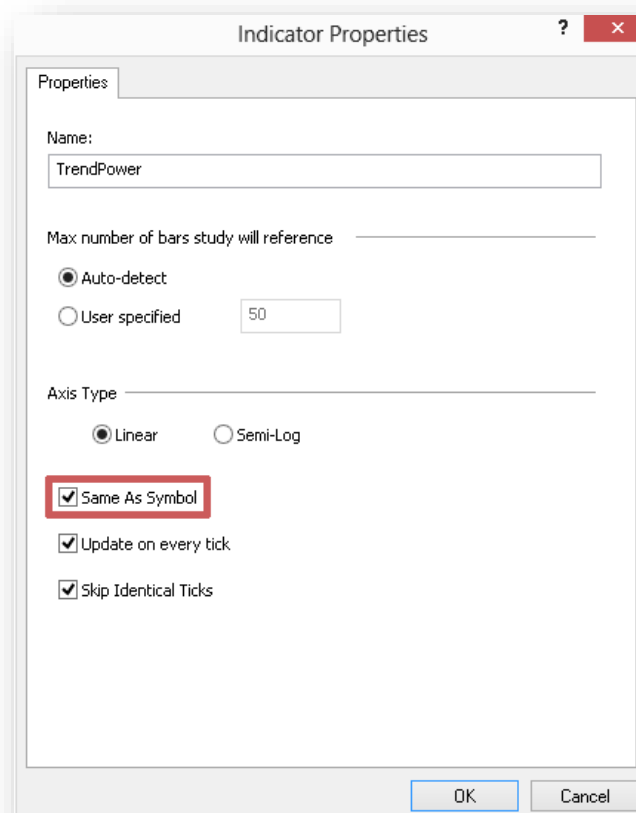 Indicator Properties ?
Properties
Name:
TrendPower
Max number of bars study will reference
Auto-detect
User specified 50
Axis Type
Linear Semi-Log
Same As Symbol
Update on every tick
Skip Identical Ticks
OK Cancel